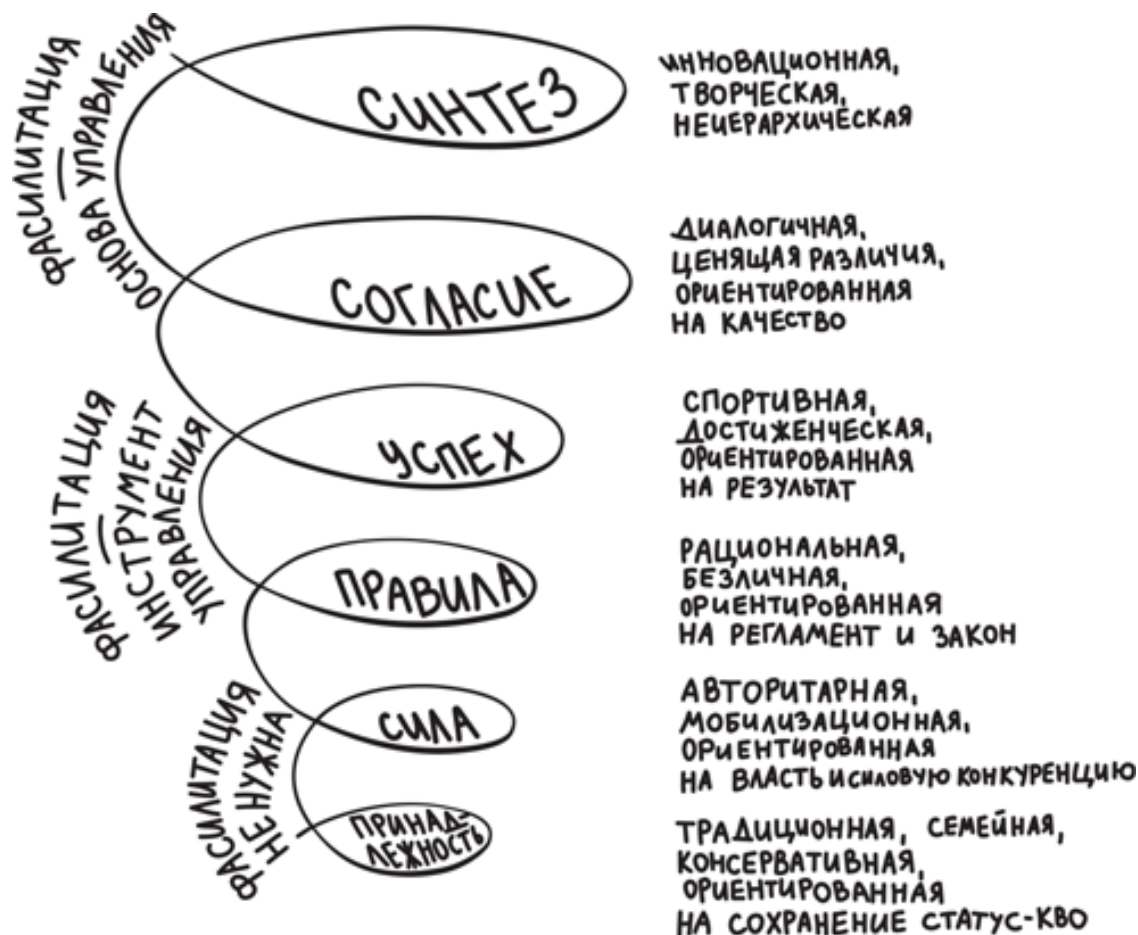 ФАСИЛИТАЦИЯ
—
ОСНОВА УПРАВЛЕНИЯ
СИНТЕЗ
ИННОВАЦИОННАЯ,
ТВОРЧЕСКАЯ,
НЕИЕРАРХИЧЕСКАЯ
СОГЛАСИЕ
ДИАЛОГИЧНАЯ,
ЦЕНЯЩАЯ РАЗЛИЧИЯ,
ОРИЕНТИРОВАННАЯ
НА КАЧЕСТВО
ФАСИЛИТАЦИЯ
—
ИНСТРУМЕНТ
УПРАВЛЕНИЯ
УСПЕХ
СПОРТИВНАЯ,
ДОСТИЖЕНЧЕСКАЯ,
ОРИЕНТИРОВАННАЯ
НА РЕЗУЛЬТАТ
ПРАВИЛА
РАЦИОНАЛЬНАЯ,
БЕЗЛИЧНАЯ,
ОРИЕНТИРОВАННАЯ
НА РЕГЛАМЕНТ И ЗАКОН
ФАСИЛИТАЦИЯ
НЕ НУЖНА
СИЛА
АВТОРИТАРНАЯ,
МОБИЛИЗАЦИОННАЯ,
ОРИЕНТИРОВАННАЯ
НА ВЛАСТЬ И СИЛОВУЮ КОНКУРЕНЦИЮ
ПРИНАД-
ЛЕЖНОСТЬ
ТРАДИЦИОННАЯ, СЕМЕЙНАЯ,
КОНСЕРВАТИВНАЯ,
ОРИЕНТИРОВАННАЯ
НА СОХРАНЕНИЕ СТАТУС-КВО